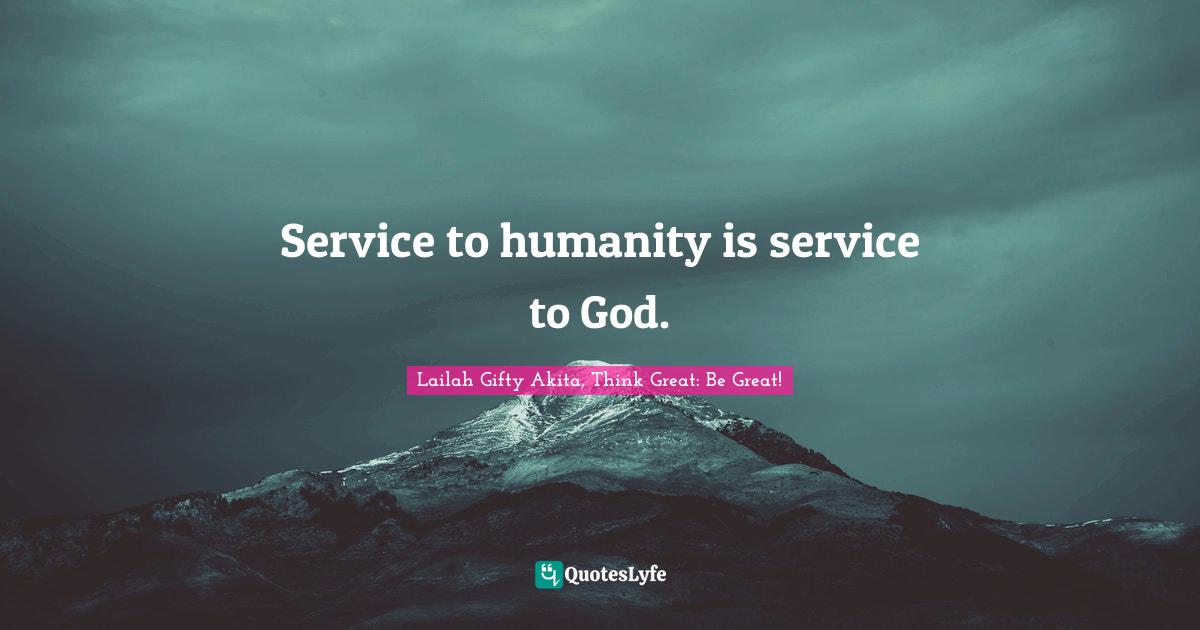 Service to humanity is service
to God.
Lailah Gifty Akita, Think Great: Be Great!
QuotesLyfe